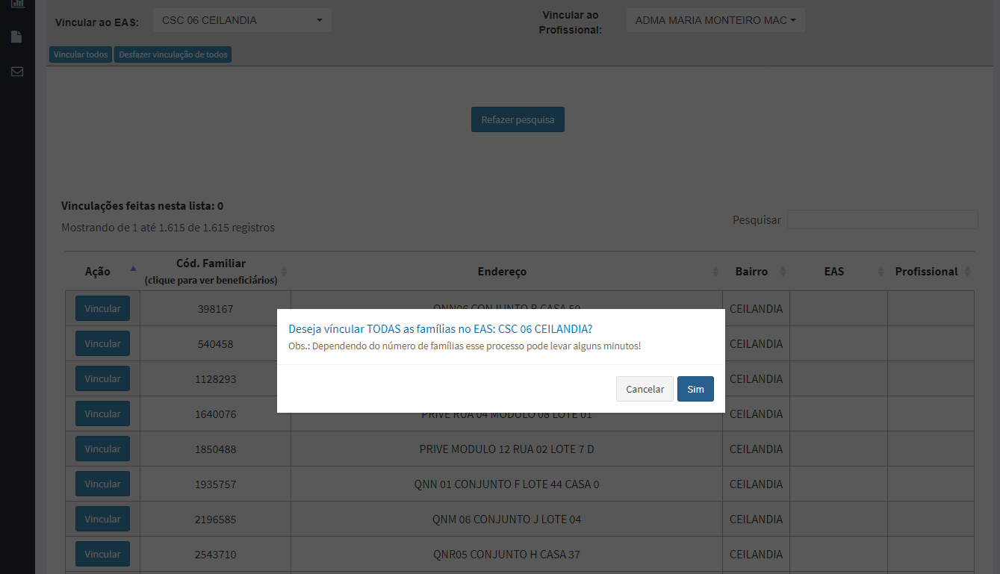 Vincular ao EAS:
CSC 06 CEILANDIA
Vincular ao
Profissional:
ADMA MARIA MONTEIRO MAC
Vincular todos
Desfazer vinculação de todos
Refazer pesquisa
Vinculações feitas nesta lista: 0
Mostrando de 1 até 1.615 de 1.615 registros
Pesquisar
Ação
Cód. Familiar
(clique para ver beneficiários)
Endereço
Bairro
EAS
Profissional
Vincular 398167 QNN06 CONJUNTO B CASA 50 CEILANDIA
Vincular 540458 CEILANDIA
Vincular 1128293 CEILANDIA
Vincular 1640076 PRIVE RUA 04 MODULO 08 LOTE 01 CEILANDIA
Vincular 1850488 PRIVE MODULO 12 RUA 02 LOTE 7 D CEILANDIA
Vincular 1935757 QNN 01 CONJUNTO F LOTE 44 CASA 0 CEILANDIA
Vincular 2196585 QNM 06 CONJUNTO J LOTE 04 CEILANDIA
Vincular 2543710 QNR05 CONJUNTO H CASA 37 CEILANDIA
Deseja víncular TODAS as famílias no EAS: CSC 06 CEILANDIA?
Obs.: Dependendo do número de famílias esse processo pode levar alguns minutos!
Cancelar
Sim